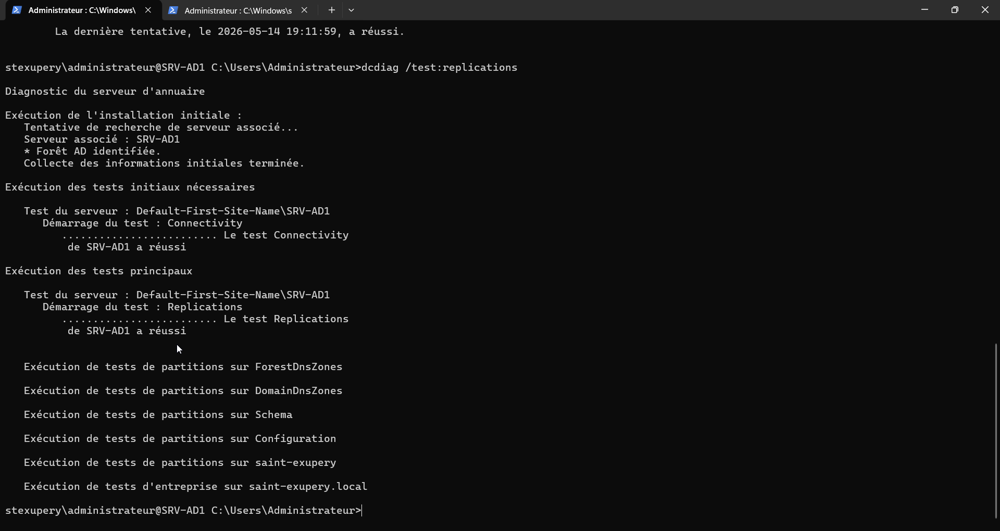 Administrateur : C:\Windows\
Administrateur : C:\Windows\s
La dernière tentative, le 2026-05-14 19:11:59, a réussi.
stexupery\administrateur@SRV-AD1 C:\Users\Administrateur>dcdiag /test:replications
Diagnostic du serveur d'annuaire
Exécution de l'installation initiale :
Tentative de recherche de serveur associé...
Serveur associé : SRV-AD1
* Forêt AD identifiée.
Collecte des informations initiales terminée.
Exécution des tests initiaux nécessaires
Test du serveur : Default-First-Site-Name\SRV-AD1
Démarrage du test : Connectivity
......................... Le test Connectivity
de SRV-AD1 a réussi
Exécution des tests principaux
Test du serveur : Default-First-Site-Name\SRV-AD1
Démarrage du test : Replications
......................... Le test Replications
de SRV-AD1 a réussi
Exécution de tests de partitions sur ForestDnsZones
Exécution de tests de partitions sur DomainDnsZones
Exécution de tests de partitions sur Schema
Exécution de tests de partitions sur Configuration
Exécution de tests de partitions sur saint-exupery
Exécution de tests d'entreprise sur saint-exupery.local
stexupery\administrateur@SRV-AD1 C:\Users\Administrateur>